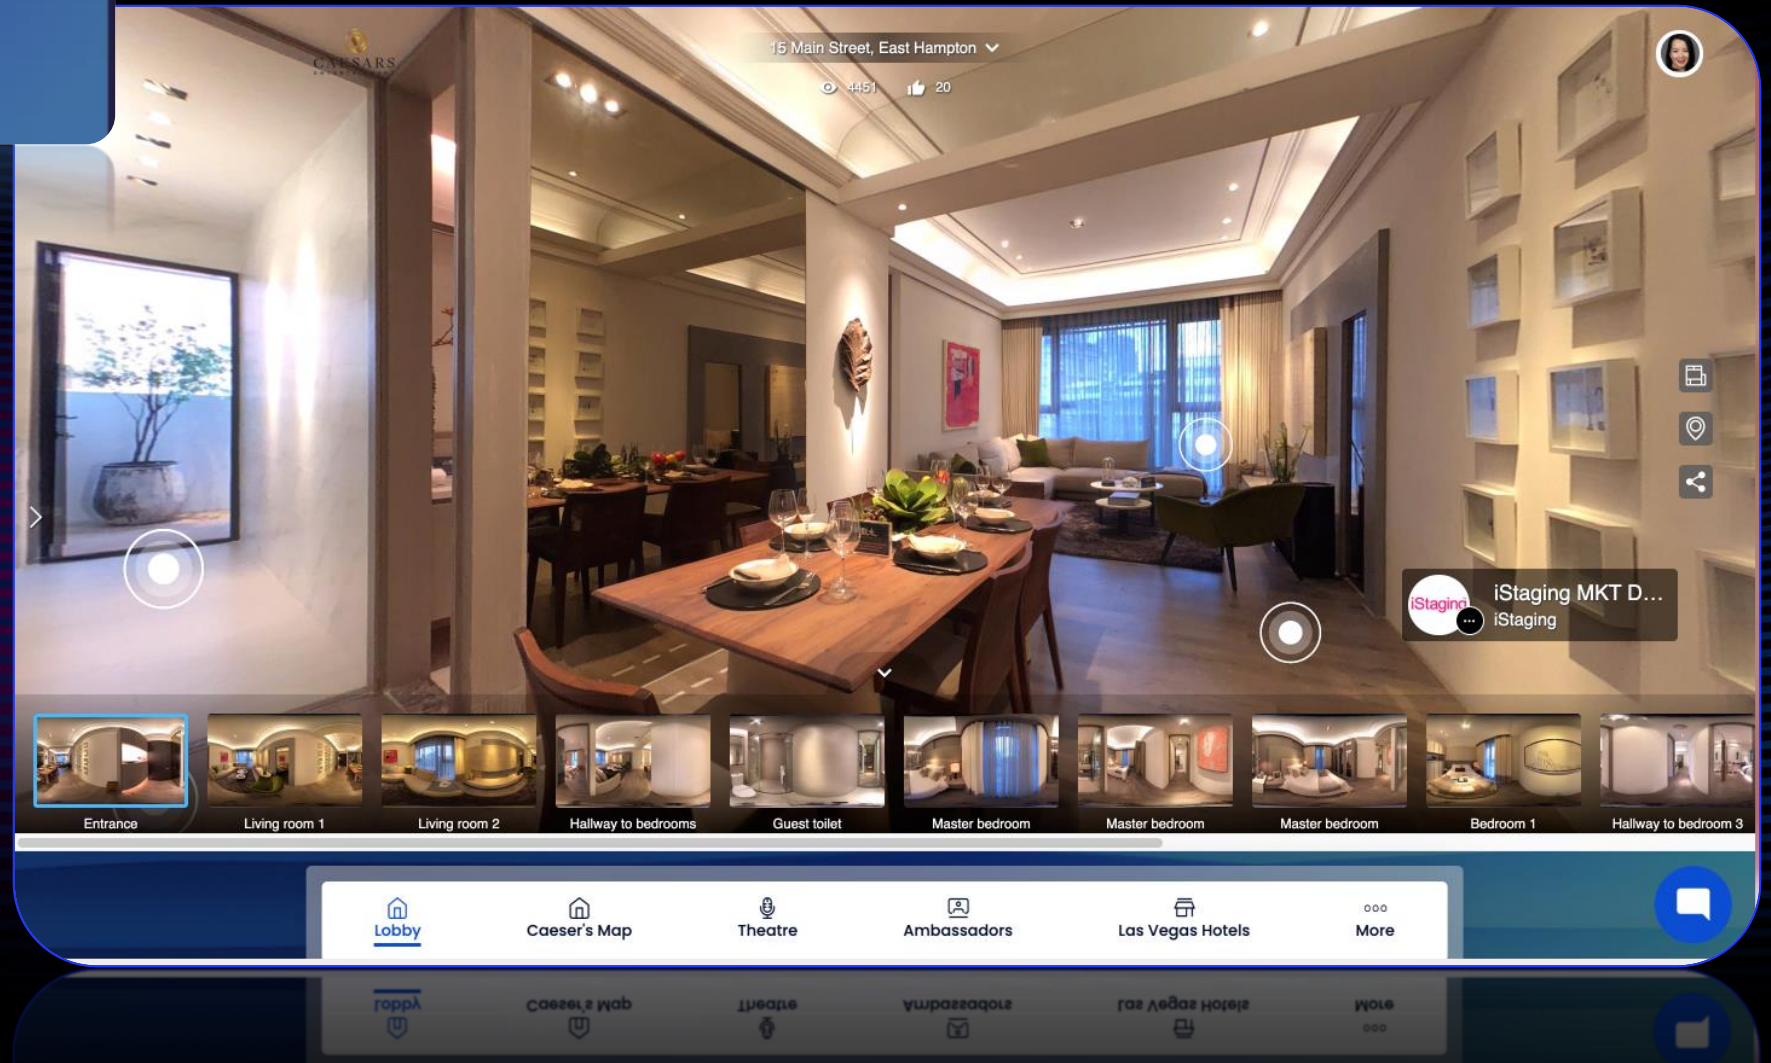 CAESARS
15 Main Street, East Hampton
4451
20
iStaging
iStaging MKT D...
iStaging
Entrance
Living room 1
Living room 2
Hallway to bedrooms
Guest toilet
Master bedroom
Master bedroom
Master bedroom
Bedroom 1
Hallway to bedroom 3
Lobby
Caeser's Map
Theatre
Ambassadors
Las Vegas Hotels
More